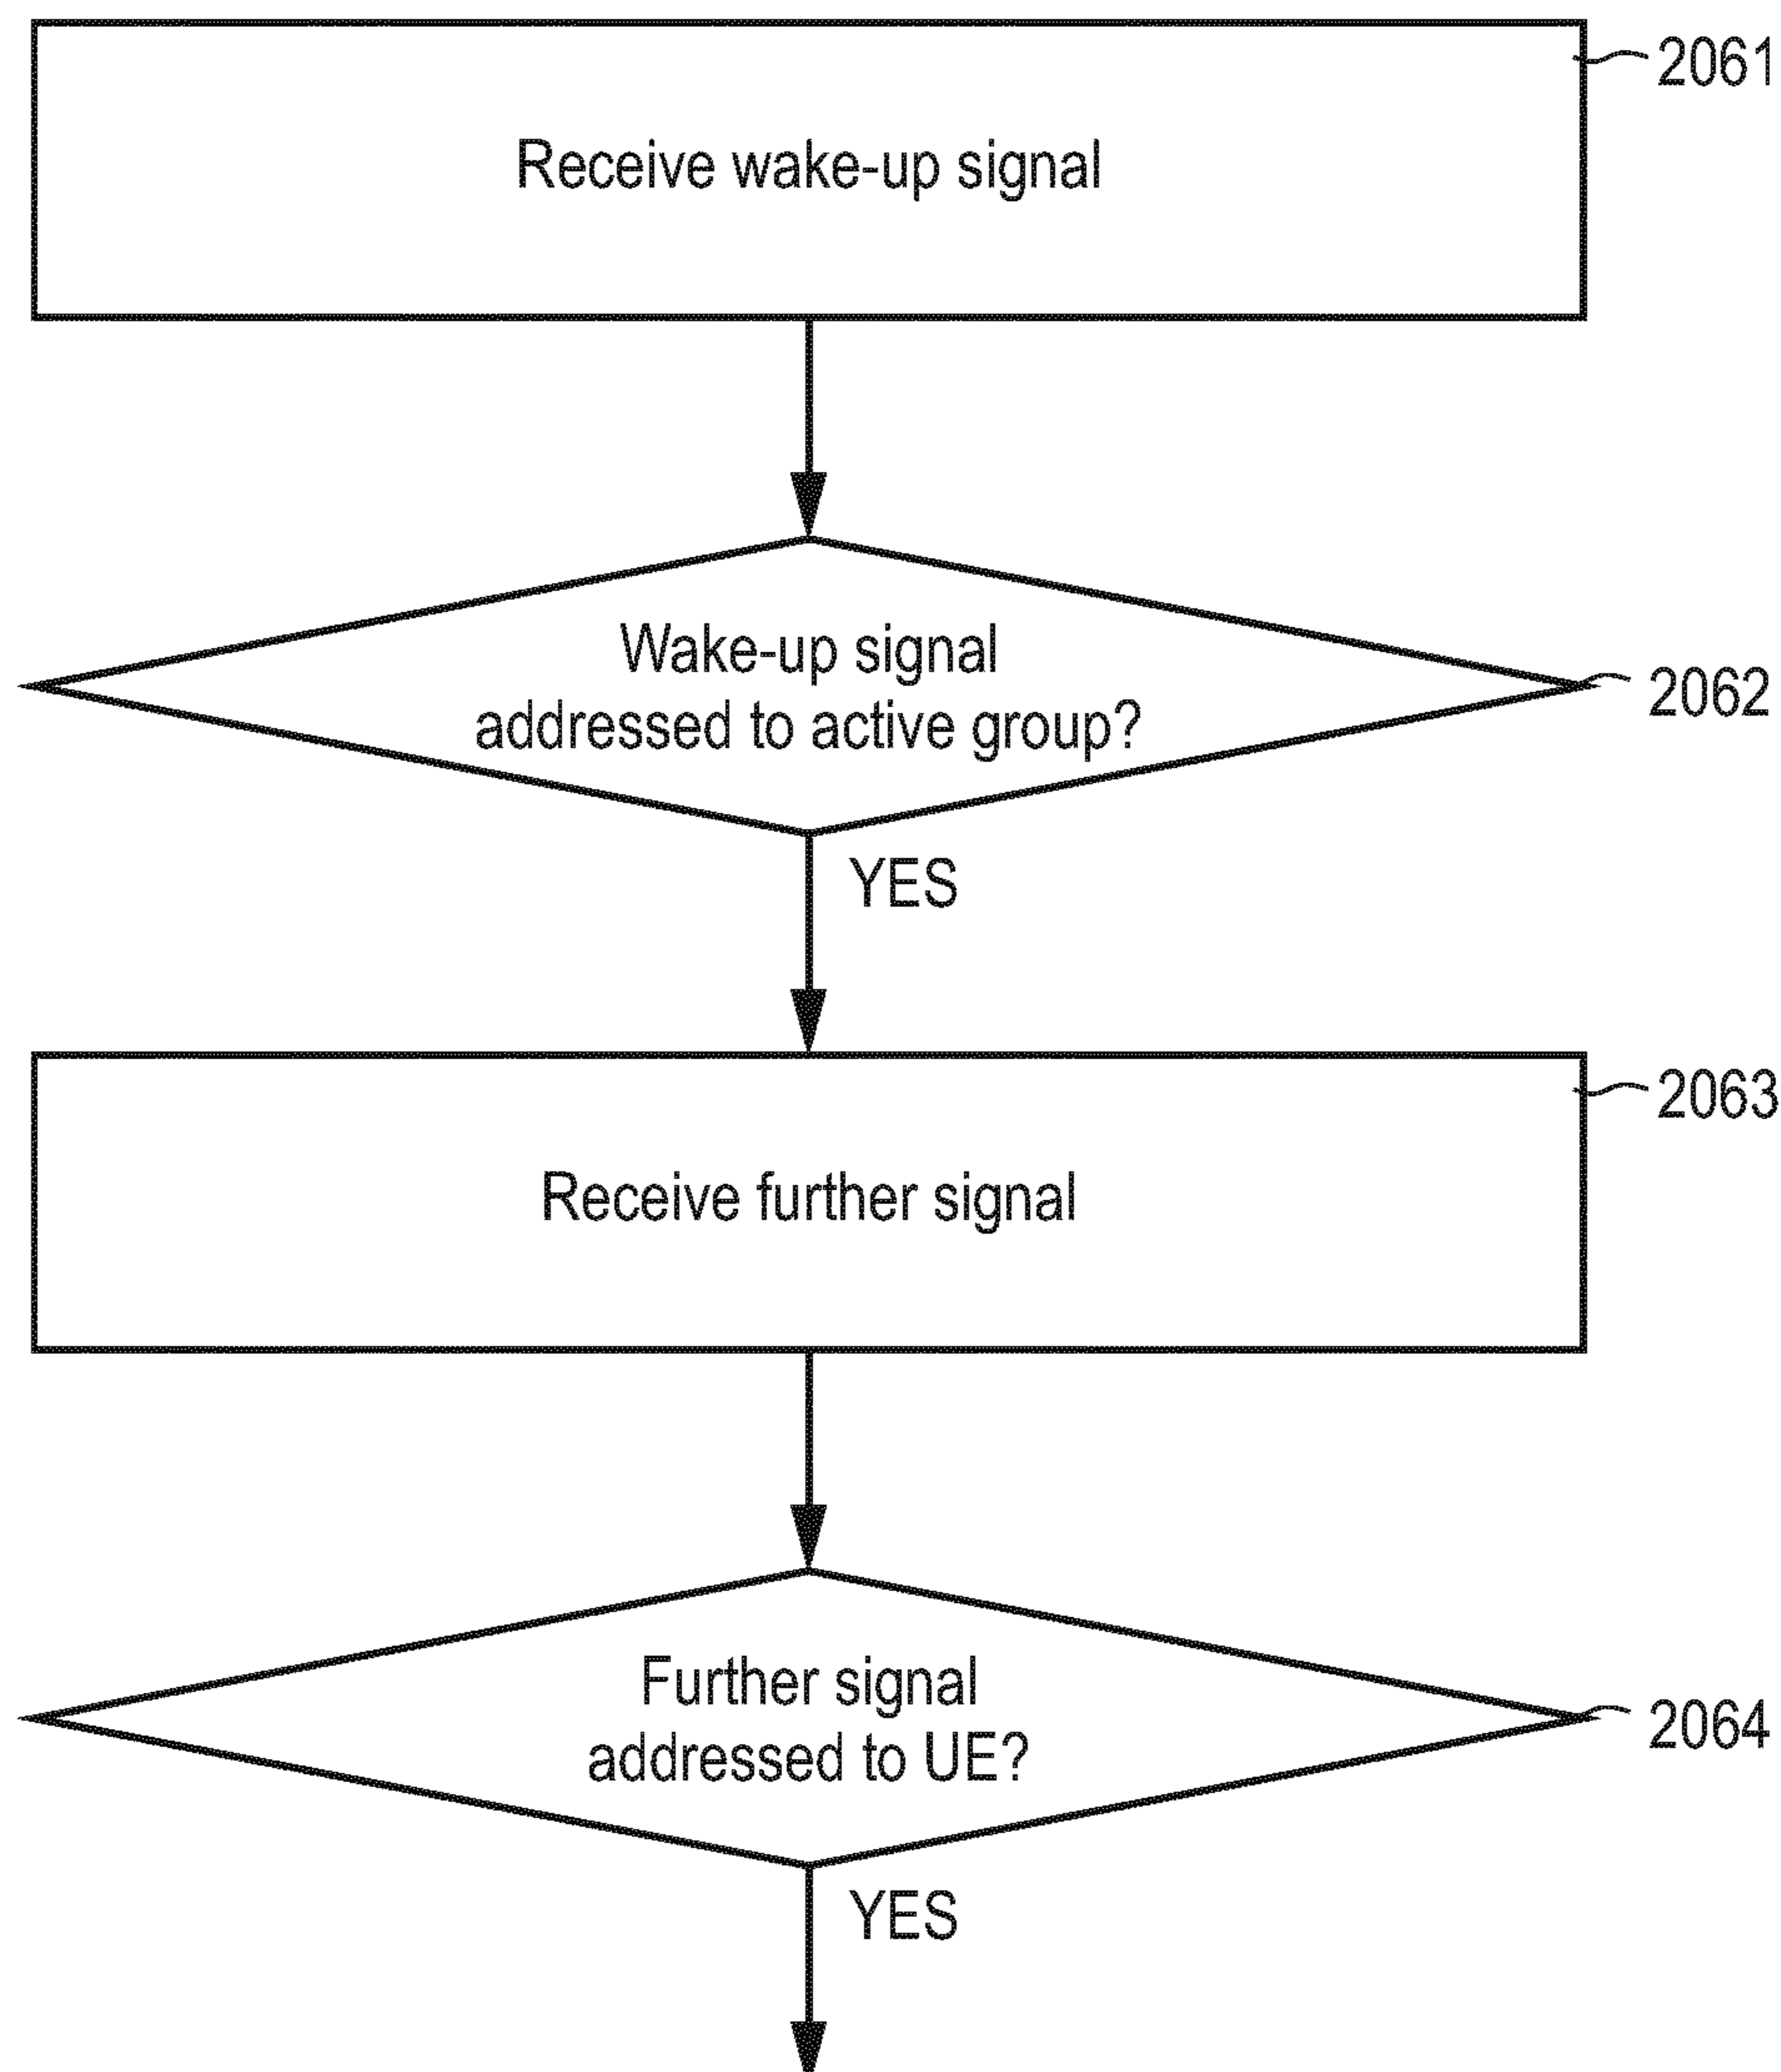 2061
Receive wake-up signal
Wake-up signal
addressed to active group?
2062
YES
2063
Receive further signal
Further signal
addressed to UE?
2064
YES